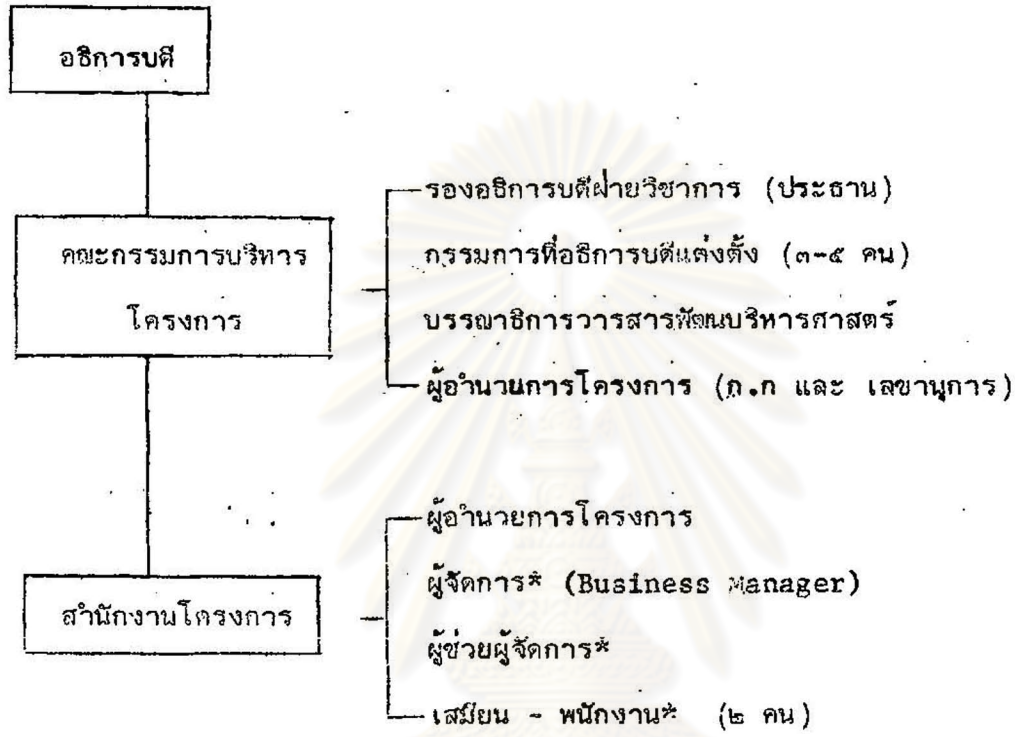 อธิการบดี
รองอธิการบดีฝ่ายวิชาการ (ประธาน)
คณะกรรมการบริหาร
โครงการ
กรรมการที่อธิการบดีแต่งตั้ง (๓-๕ คน)
บรรณาธิการวารสารพัฒนบริหารศาสตร์
ผู้อำนวยการโครงการ (ก.ก และ เลขานุการ)
สำนักงานโครงการ
ผู้อำนวยการโครงการ
ผู้จัดการ* (Business Manager)
ผู้ช่วยผู้จัดการ*
เสมียน - พนักงาน* (๒ คน)